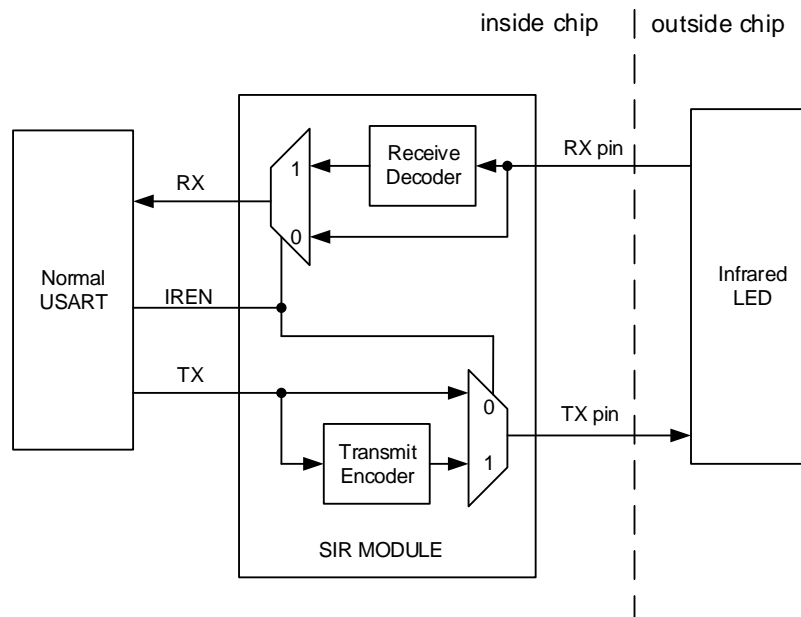 inside chip
outside chip
1
Receive
Decoder
RX pin
RX
0
Normal
USART
IREN
Infrared
LED
TX
0
TX pin
Transmit
Encoder
1
SIR MODULE